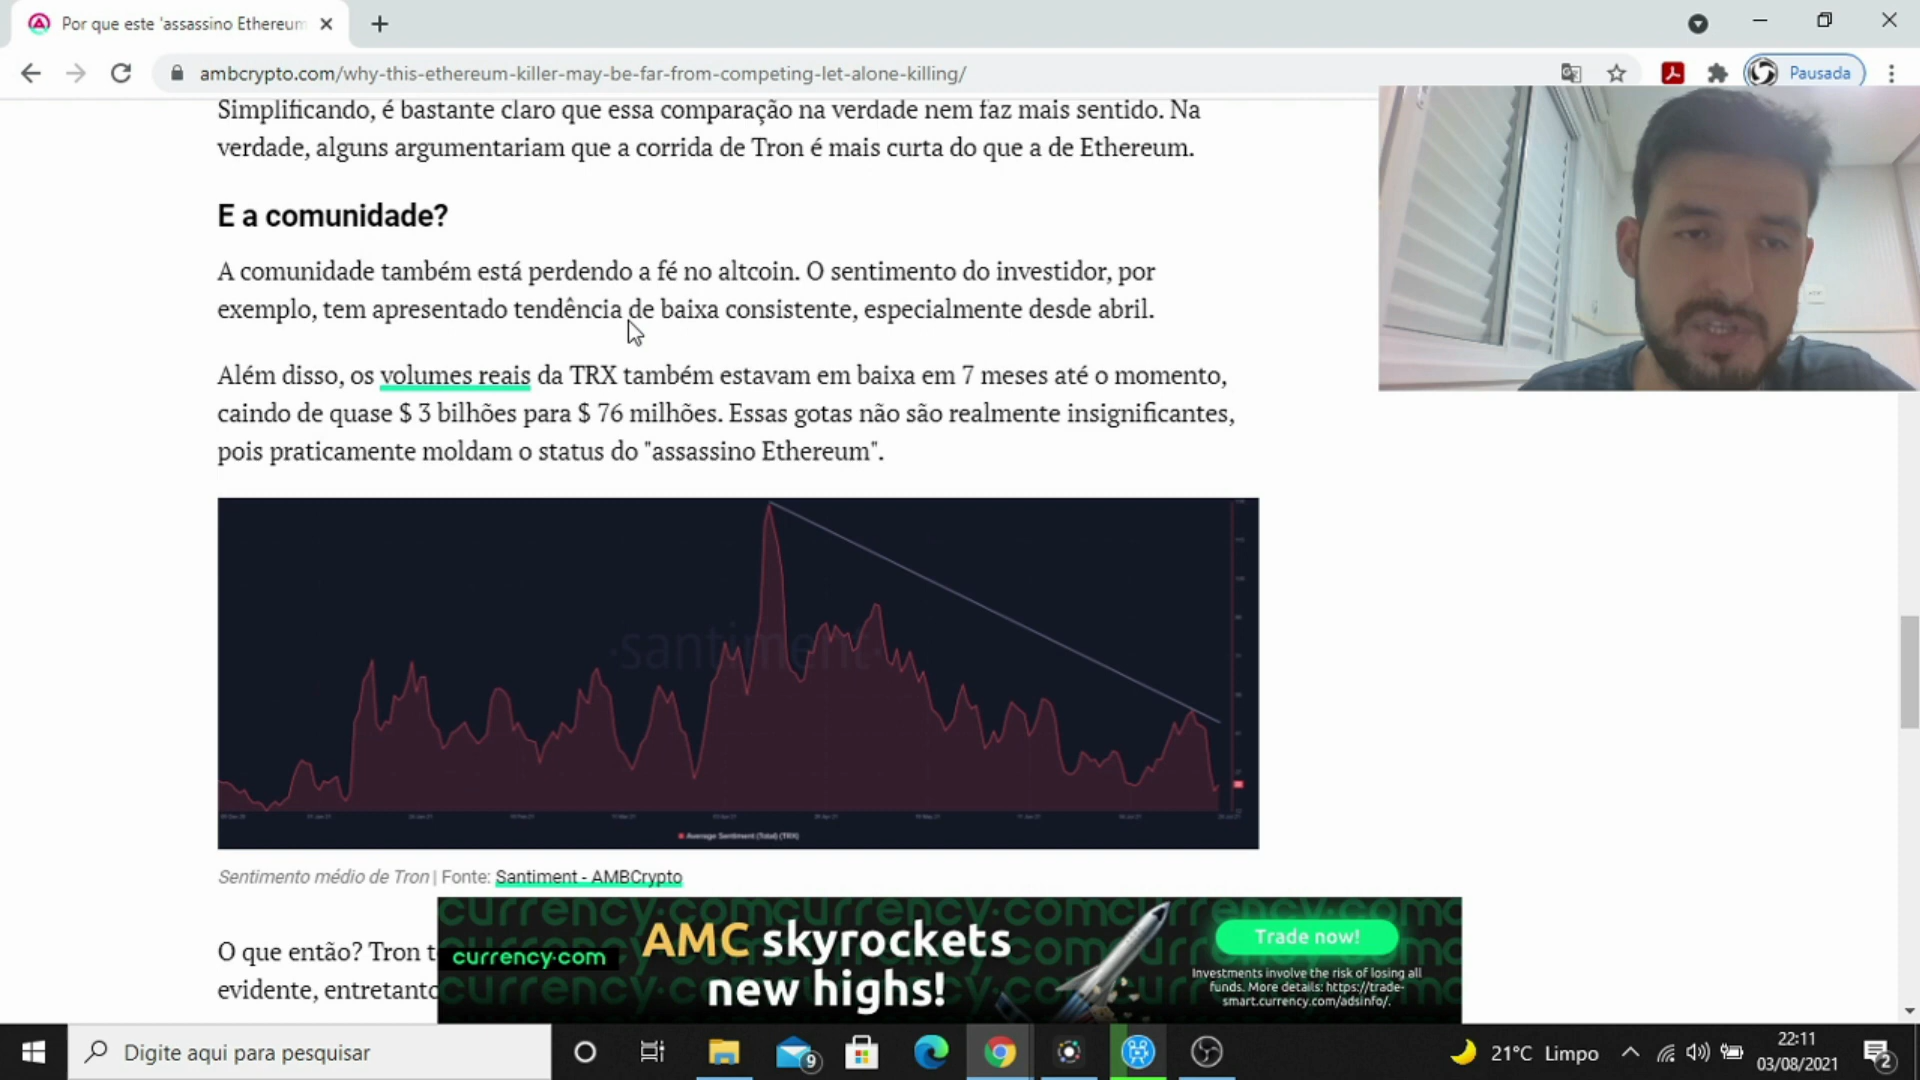 Por que este 'assassino Ethereum
ambcrypto.com/why-this-ethereum-killer-may-be-far-from-competing-let-alone-killing/
Pausada
Simplificando, é bastante claro que essa comparação na verdade nem faz mais sentido. Na
verdade, alguns argumentariam que a corrida de Tron é mais curta do que a de Ethereum.
E a comunidade?
A comunidade também está perdendo a fé no altcoin. O sentimento do investidor, por
exemplo, tem apresentado tendência de baixa consistente, especialmente desde abril.
Além disso, os volumes reais da TRX também estavam em baixa em 7 meses até o momento,
caindo de quase $ 3 bilhões para $ 76 milhões. Essas gotas não são realmente insignificantes,
pois praticamente moldam o status do "assassino Ethereum".
·santiment·
Average Sentiment (Total) (TRX)
Sentimento médio de Tron | Fonte: Santiment - AMBCrypto
O que então? Tron t
evidente, entretanto
currency.com
AMC skyrockets
new highs!
Trade now!
Investments involve the risk of losing all
funds. More details: https://trade-
smart.currency.com/adsinfo/.
Digite aqui para pesquisar
9
21°C Limpo
22:11
03/08/2021
2